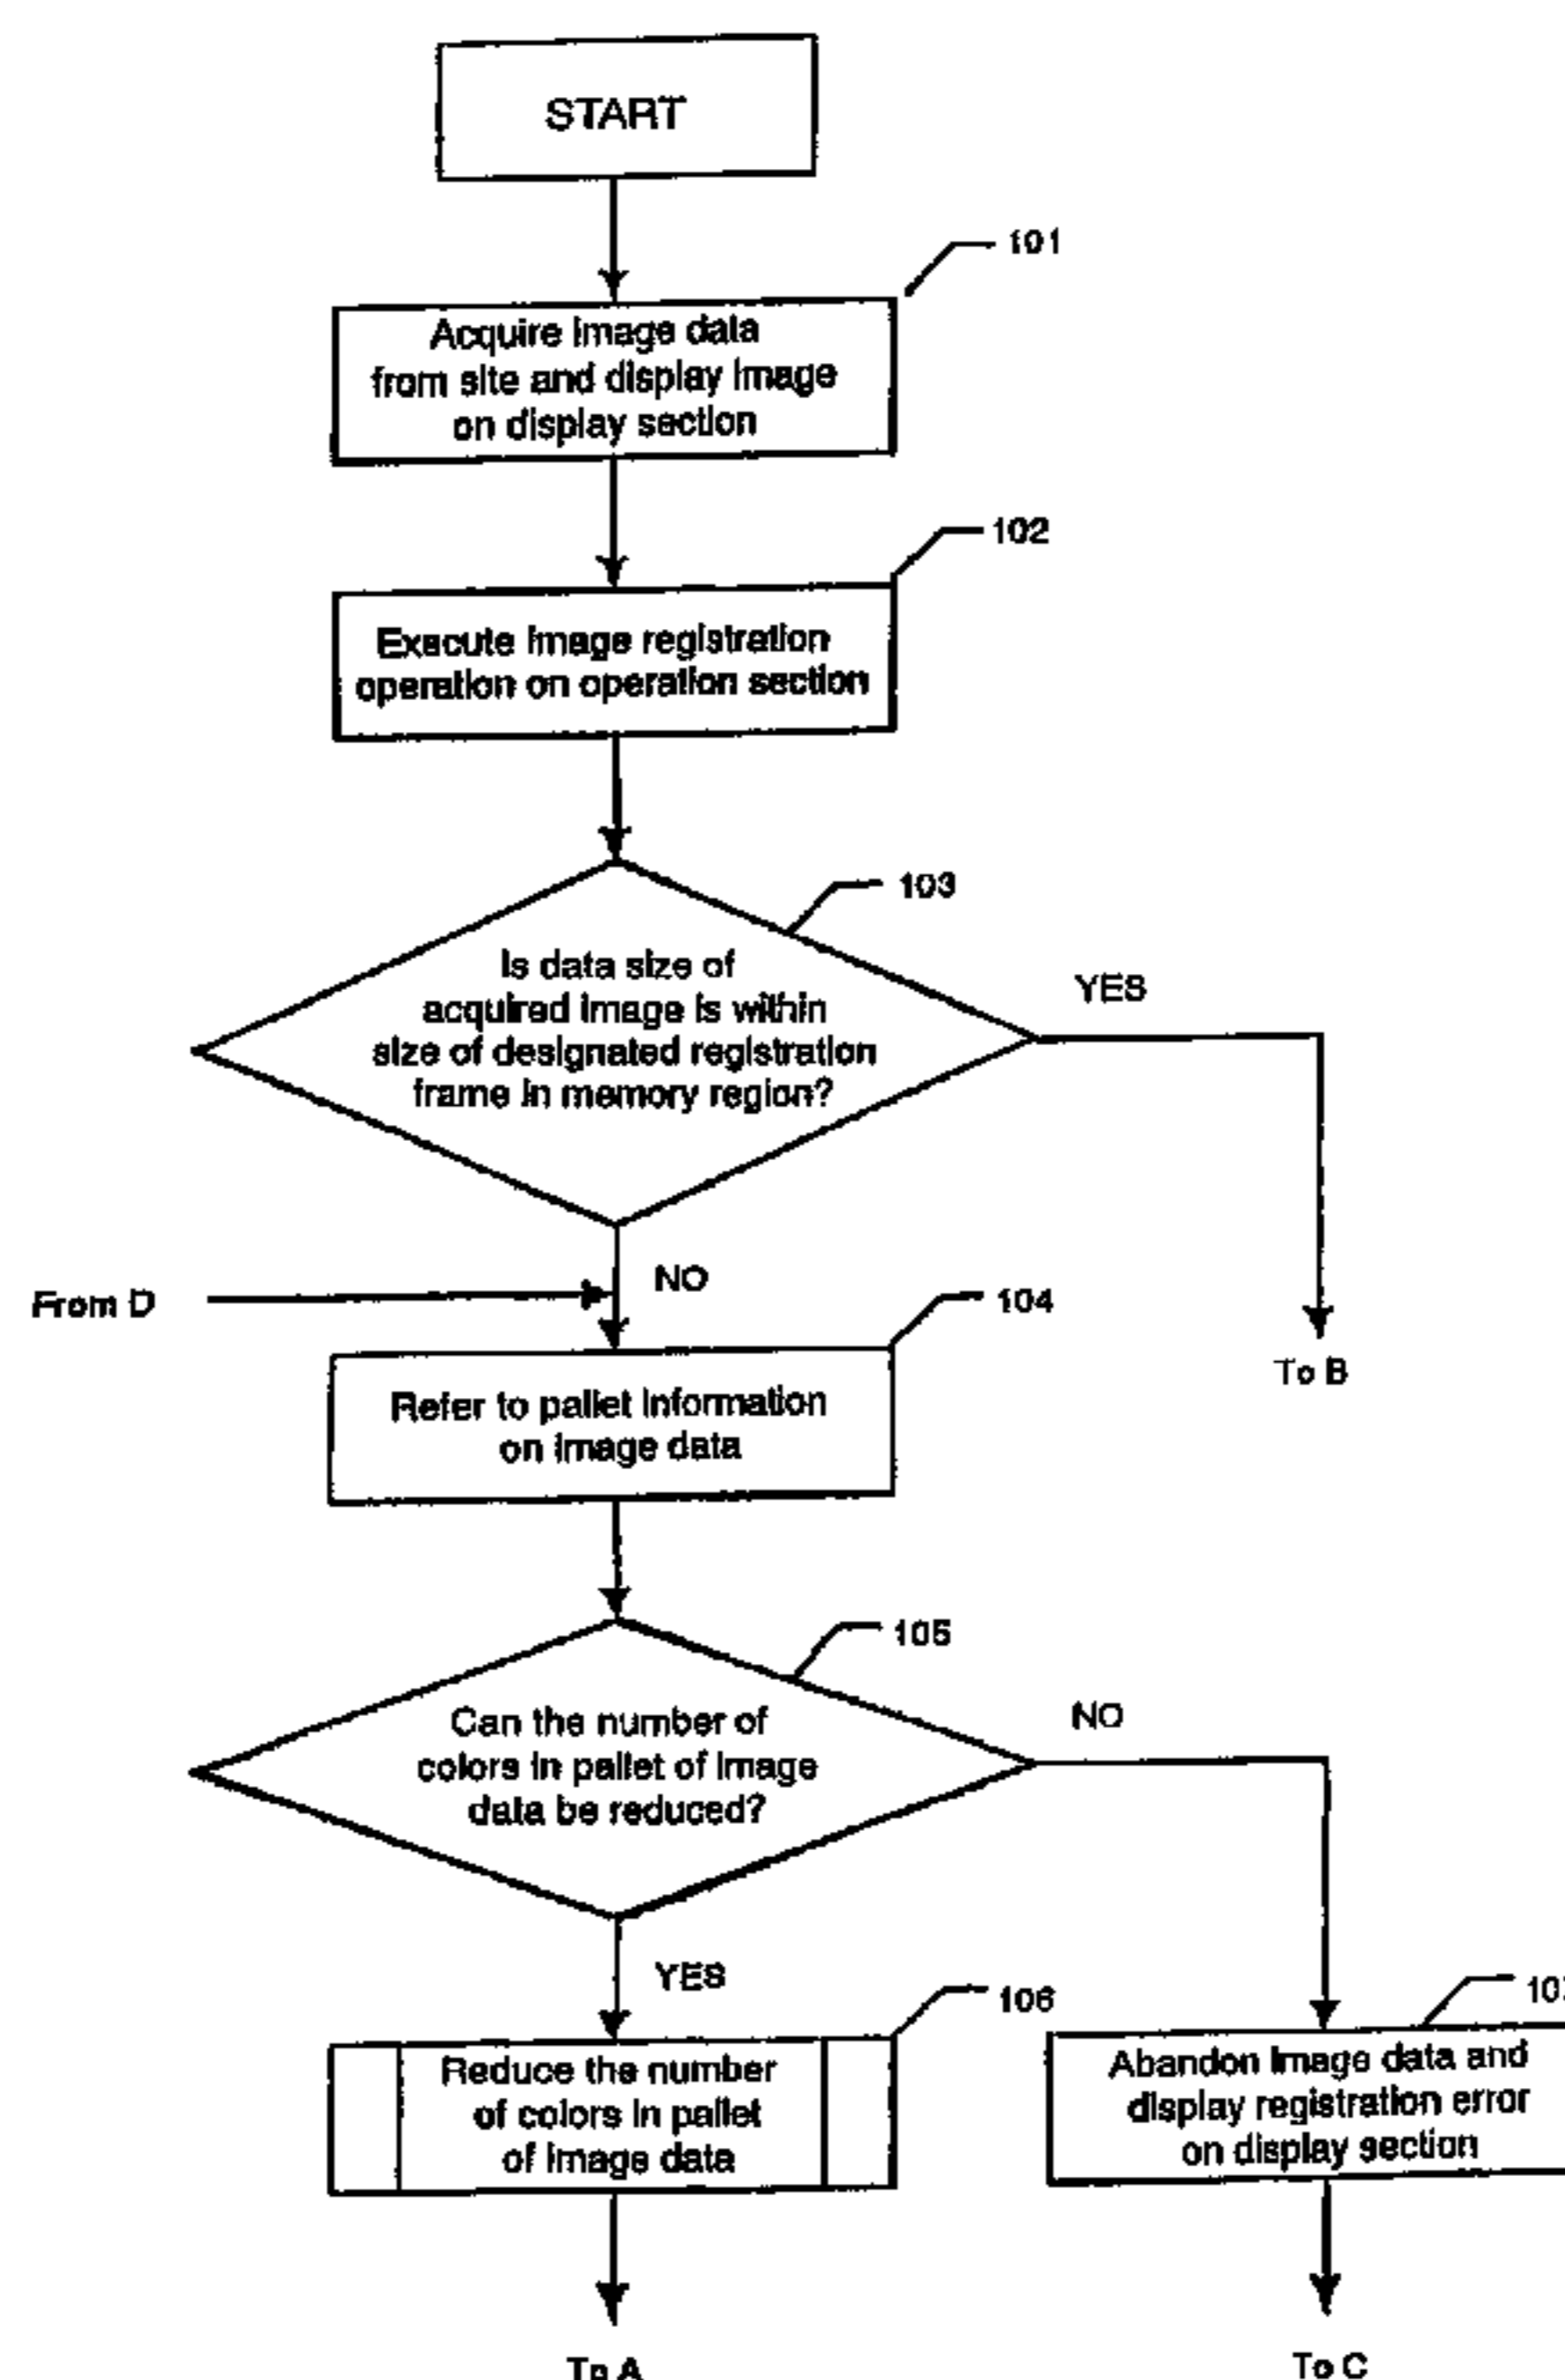 START
101
Acquire image data
from site and display image
on display section
102
Execute image registration
operation on operation section
103
Is data size of
acquired image is within
size of designated registration
frame in memory region?
YES
NO
From D
104
To B
Refer to pallet information
on image data
105
Can the number of
colors in pallet of image
data be reduced?
NO
YES
106
Reduce the number
of colors in pallet
of image data
Abandon image data and
display registration error
on display section
To A
To C